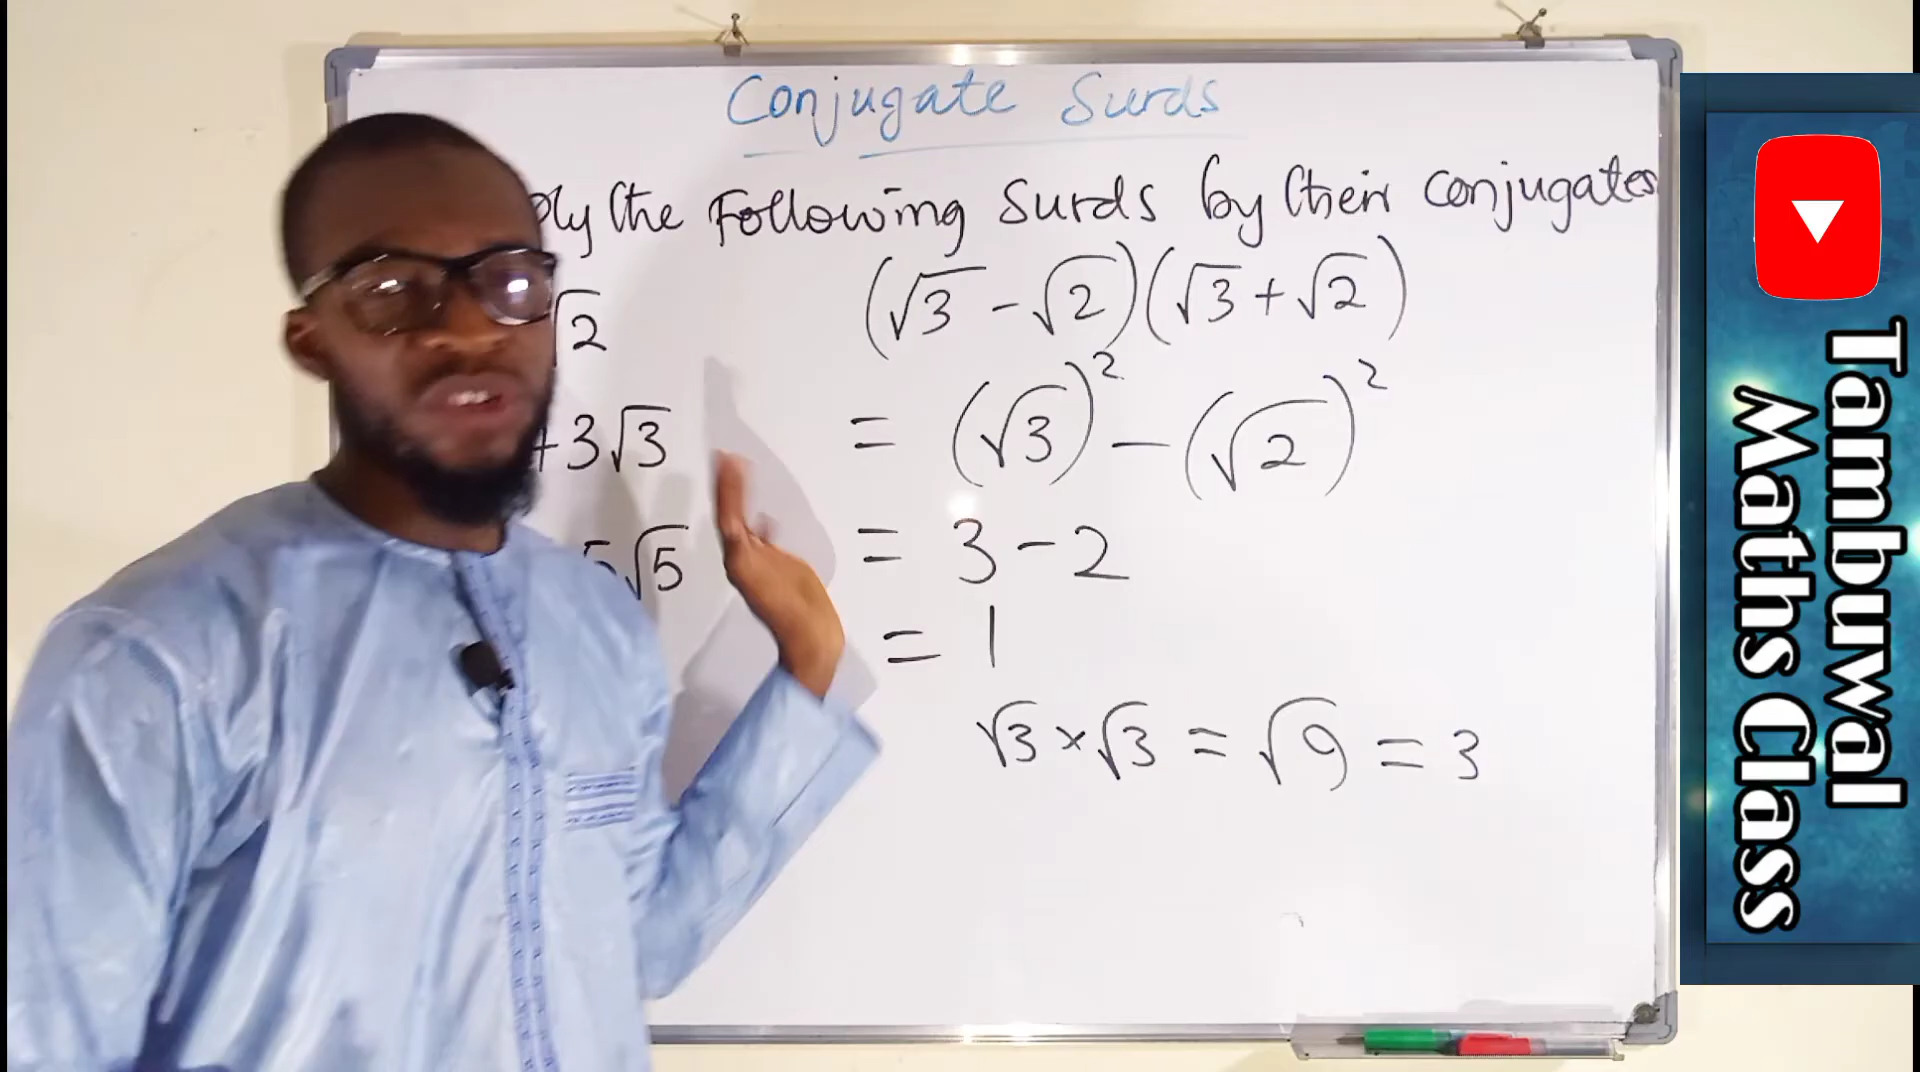 Conjugate Surds
the Following Surds by their conjugates
√2
(√3 - √2)(√3 + √2)
+3√3
= (√3)² - (√2)²
5√5
= 3 - 2
= 1
√3 × √3 = √9 = 3
Tambuwal
Maths Class